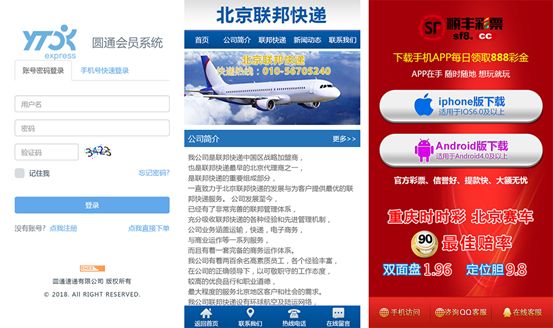 YTO
express
圆通会员系统
账号密码登录
手机号快速登录
用户名
密码
验证码
3423
记住我
忘记密码?
登录
没有账号? 点我注册
点我直接下单
圆通速递有限公司 版权所有
© 2018. All RIGHT RESERVED.
北京联邦快递
首页
公司简介
联邦快递
新闻动态
联系我们
北京联邦快递
快递热线:010-56705240
公司简介
更多>>
我公司是联邦快递中国区战略加盟商，
也是联邦快递最早的北京代理商之一，
是联邦快递的重要组成部分，
一直致力于北京联邦快递的发展与为客户提供最优的联
邦快递服务。 公司发展至今，
已经有了非常完善的联邦管理体系，
充分吸收联邦快递的各种经验和先进管理机制，
公司业务涵盖运输，快递，电子商务，
与商业运作等一系列服务，
而且有着一套完备的商务运作体系。
我公司有着两百余名高素质员工，各个经验丰富，
在公司的正确领导下，以可敬职守的工作态度，
较高的优良品行和职业道德，
最大程度的服务北京地区客户和社会的需求。
我公司联邦快递设有环球航空及陆运网络，
返回首页
联系我们
热线电话
在线留言
SF
顺丰彩票
sf8。CC
下载手机APP每日领取888彩金
APP在手 随时随地 想玩就玩
iphone版下载
适用于IOS6.0及以上
Android版下载
适用于Android4.0及以上
官方彩票、信誉好、提款快、大额无忧
重庆时时彩 北京赛车
90
最佳赔率
双面盘 1.96 定位胆 9.8
手机访问
咨询QQ客服
在线客服